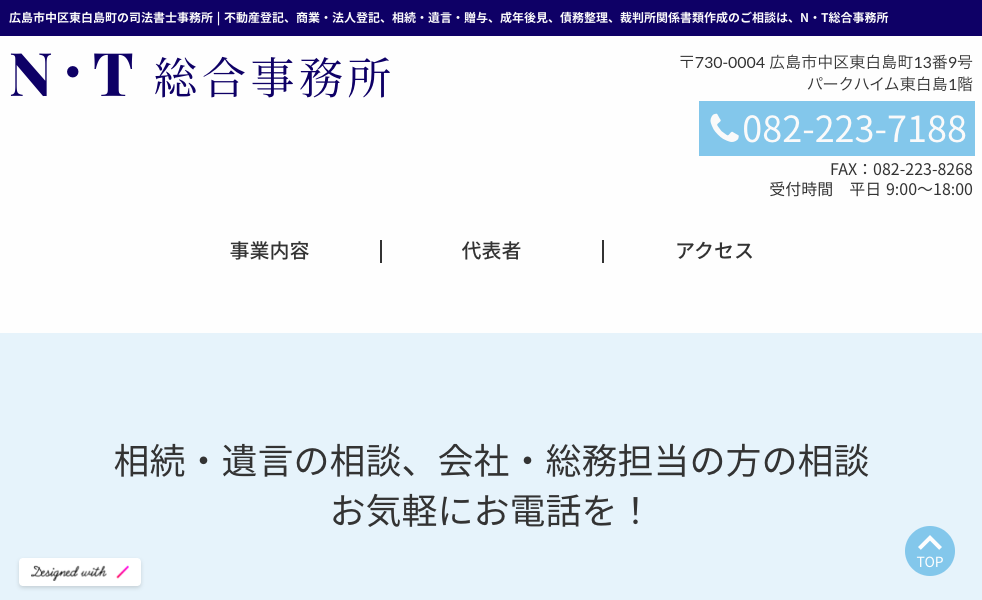 広島市中区東白島町の司法書士事務所 | 不動産登記、商業・法人登記、相続・遺言・贈与、成年後見、債務整理、裁判所関係書類作成のご相談は、N・T総合事務所
N・T 総合事務所
〒730-0004 広島市中区東白島町13番9号
パークハイム東白島1階
082-223-7188
FAX：082-223-8268
受付時間　平日 9:00〜18:00
事業内容
代表者
アクセス
相続・遺言の相談、会社・総務担当の方の相談
お気軽にお電話を！
TOP
Designed with